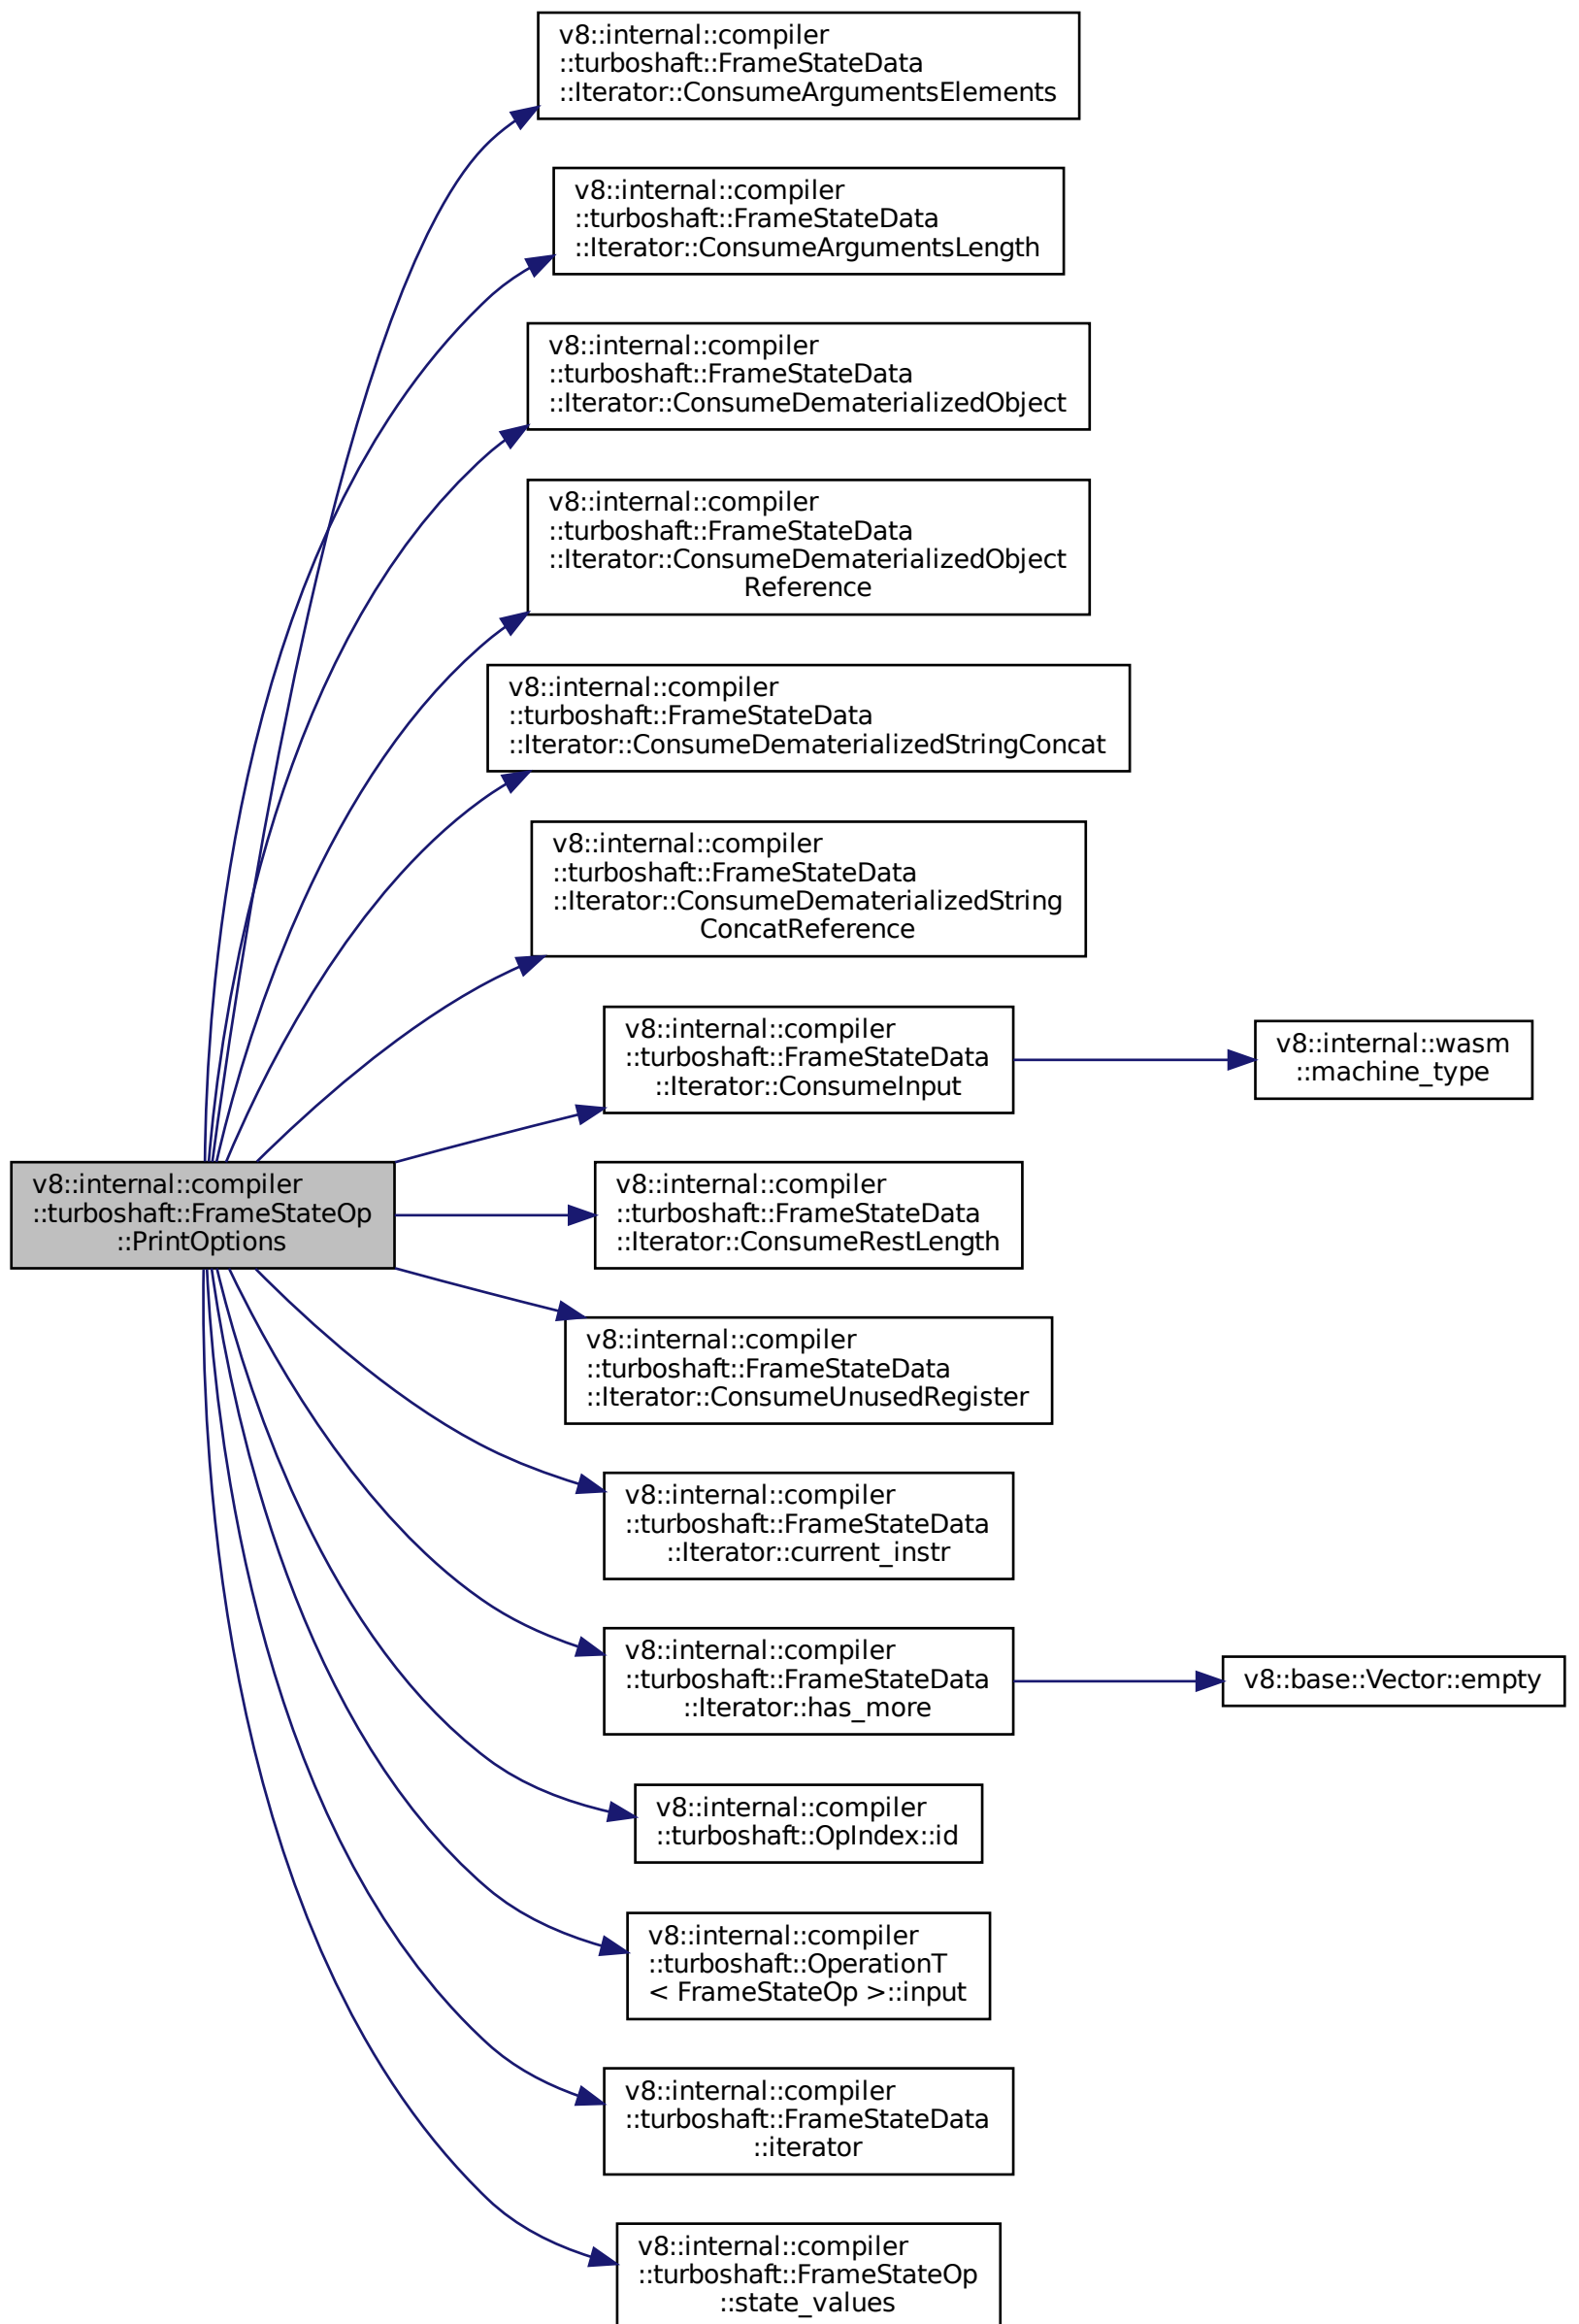 v8::internal::compiler
::turboshaft::FrameStateData
::Iterator::ConsumeArgumentsElements
v8::internal::compiler
::turboshaft::FrameStateData
::Iterator::ConsumeArgumentsLength
v8::internal::compiler
::turboshaft::FrameStateData
::Iterator::ConsumeDematerializedObject
v8::internal::compiler
::turboshaft::FrameStateData
::Iterator::ConsumeDematerializedObject
Reference
v8::internal::compiler
::turboshaft::FrameStateData
::Iterator::ConsumeDematerializedStringConcat
v8::internal::compiler
::turboshaft::FrameStateData
::Iterator::ConsumeDematerializedString
ConcatReference
v8::internal::compiler
::turboshaft::FrameStateData
::Iterator::ConsumeInput
v8::internal::wasm
::machine_type
v8::internal::compiler
::turboshaft::FrameStateOp
::PrintOptions
v8::internal::compiler
::turboshaft::FrameStateData
::Iterator::ConsumeRestLength
v8::internal::compiler
::turboshaft::FrameStateData
::Iterator::ConsumeUnusedRegister
v8::internal::compiler
::turboshaft::FrameStateData
::Iterator::current_instr
v8::internal::compiler
::turboshaft::FrameStateData
::Iterator::has_more
v8::base::Vector::empty
v8::internal::compiler
::turboshaft::OpIndex::id
v8::internal::compiler
::turboshaft::OperationT
< FrameStateOp >::input
v8::internal::compiler
::turboshaft::FrameStateData
::iterator
v8::internal::compiler
::turboshaft::FrameStateOp
::state_values